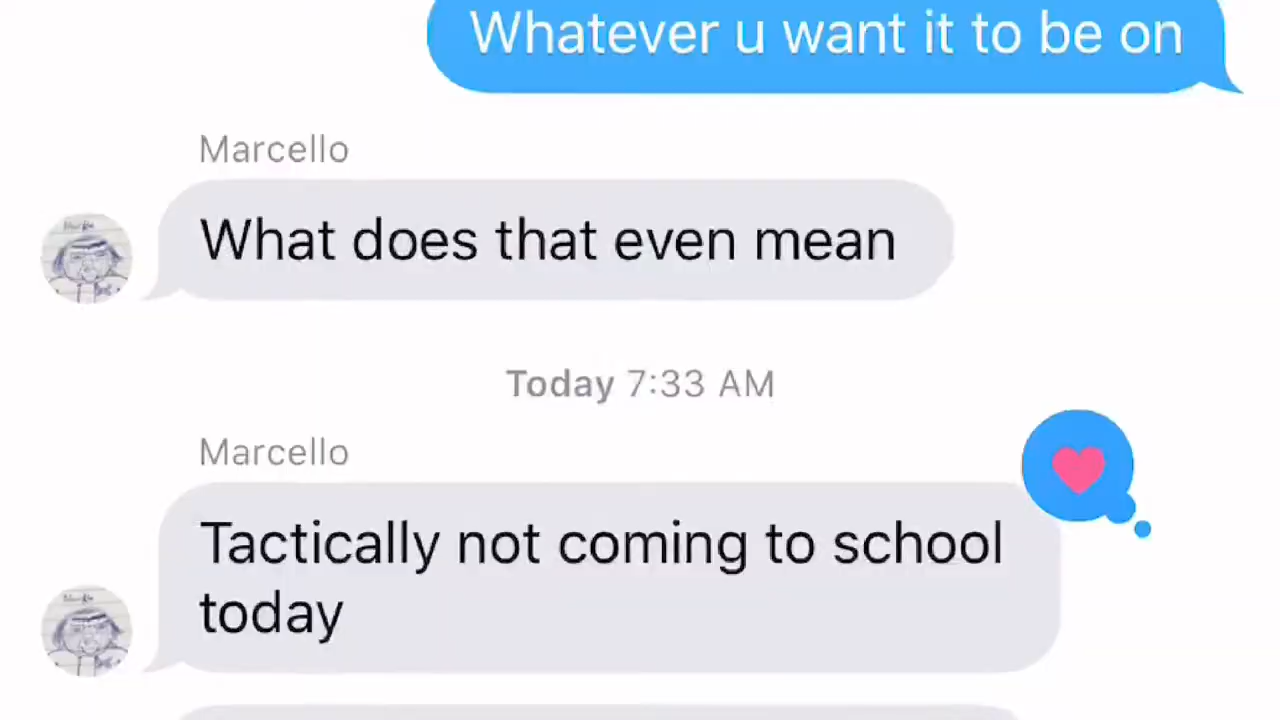 Whatever u want it to be on
Marcello
What does that even mean
Today 7:33 AM
Marcello
Tactically not coming to school
today